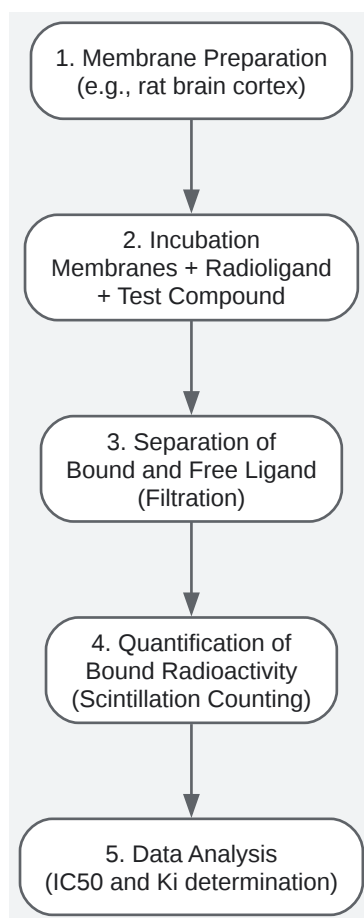 1. Membrane Preparation
(e.g., rat brain cortex)
2. Incubation
Membranes + Radioligand
+ Test Compound
3. Separation of
Bound and Free Ligand
(Filtration)
4. Quantification of
Bound Radioactivity
(Scintillation Counting)
5. Data Analysis
(IC50 and Ki determination)